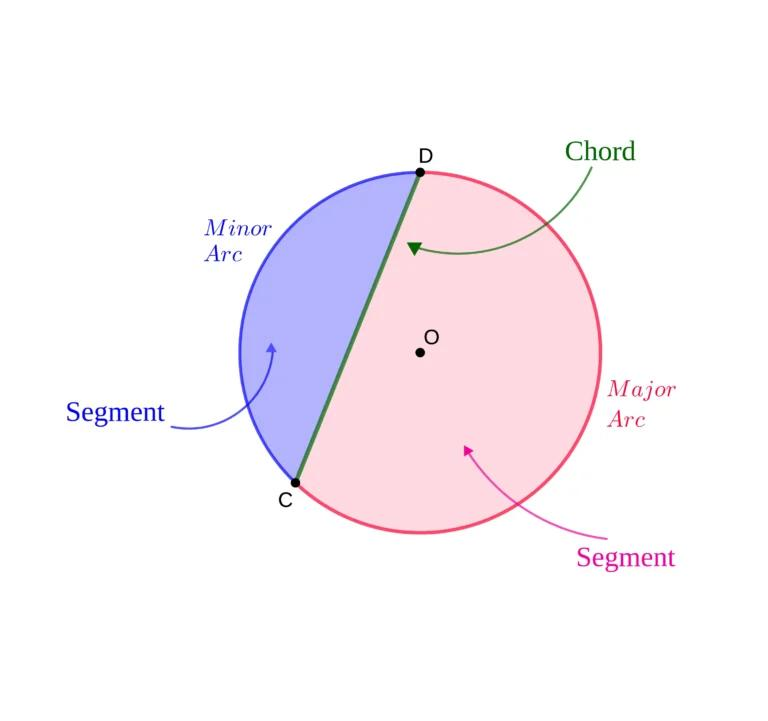 D
Chord
Minor
Arc
O
Major
Arc
Segment
C
Segment